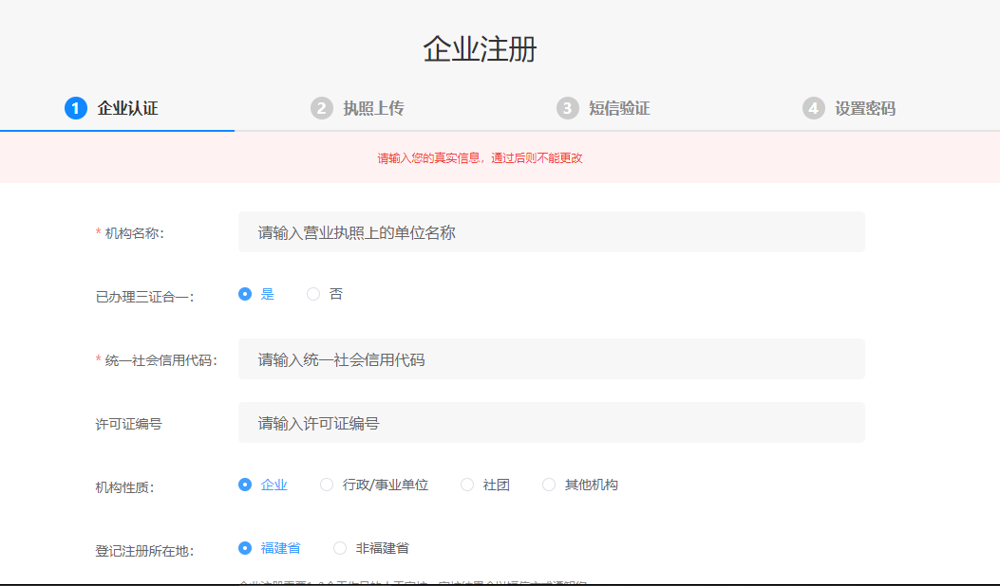 企业注册
1 企业认证 2 执照上传 3 短信验证 4 设置密码
请输入您的真实信息，通过后则不能更改
* 机构名称： 请输入营业执照上的单位名称
已办理三证合一： 是 否
* 统一社会信用代码： 请输入统一社会信用代码
许可证编号 请输入许可证编号
机构性质： 企业 行政/事业单位 社团 其他机构
登记注册所在地： 福建省 非福建省